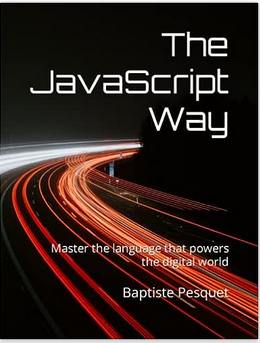 The
JavaScript
Way
Master the language that powers
the digital world
Baptiste Pesquet